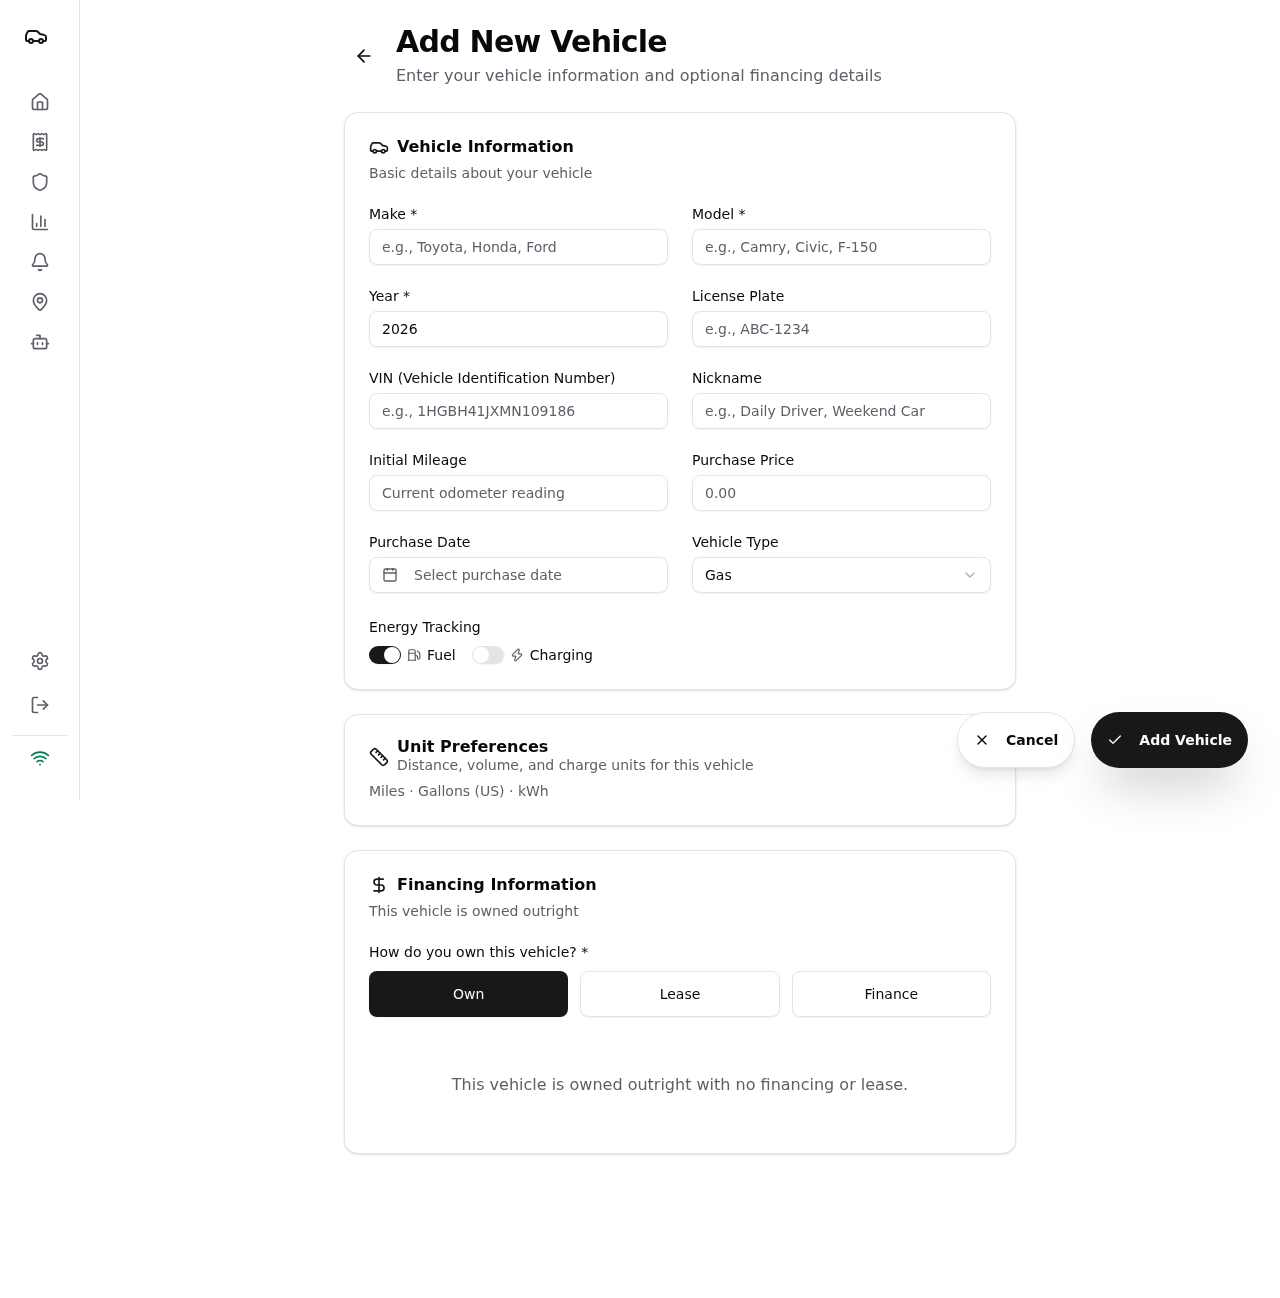 Add New Vehicle
Enter your vehicle information and optional financing details
Vehicle Information
Basic details about your vehicle
Make *
Model *
e.g., Toyota, Honda, Ford
e.g., Camry, Civic, F-150
Year *
License Plate
2026
e.g., ABC-1234
VIN (Vehicle Identification Number)
Nickname
e.g., 1HGBH41JXMN109186
e.g., Daily Driver, Weekend Car
Initial Mileage
Purchase Price
Current odometer reading
0.00
Purchase Date
Vehicle Type
Select purchase date
Gas
Energy Tracking
Fuel
Charging
Unit Preferences
Distance, volume, and charge units for this vehicle
Miles · Gallons (US) · kWh
Cancel
Add Vehicle
Financing Information
This vehicle is owned outright
How do you own this vehicle? *
Own
Lease
Finance
This vehicle is owned outright with no financing or lease.